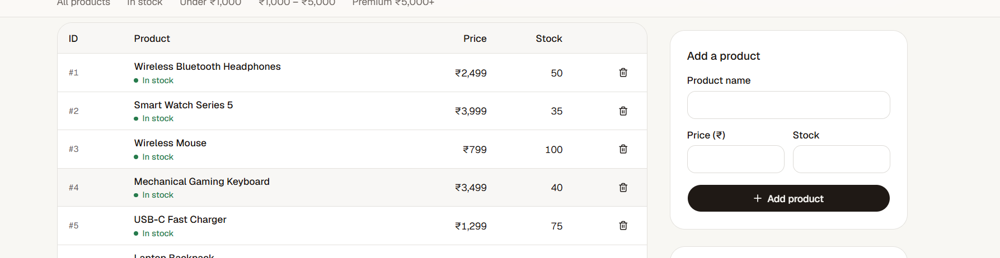 All products In stock Under ₹1,000 ₹1,000 – ₹5,000 Premium ₹5,000+
ID Product Price Stock
#1 Wireless Bluetooth Headphones ₹2,499 50
In stock
#2 Smart Watch Series 5 ₹3,999 35
In stock
#3 Wireless Mouse ₹799 100
In stock
#4 Mechanical Gaming Keyboard ₹3,499 40
In stock
#5 USB-C Fast Charger ₹1,299 75
In stock
Laptop Backpack
Add a product
Product name
Price (₹) Stock
+ Add product